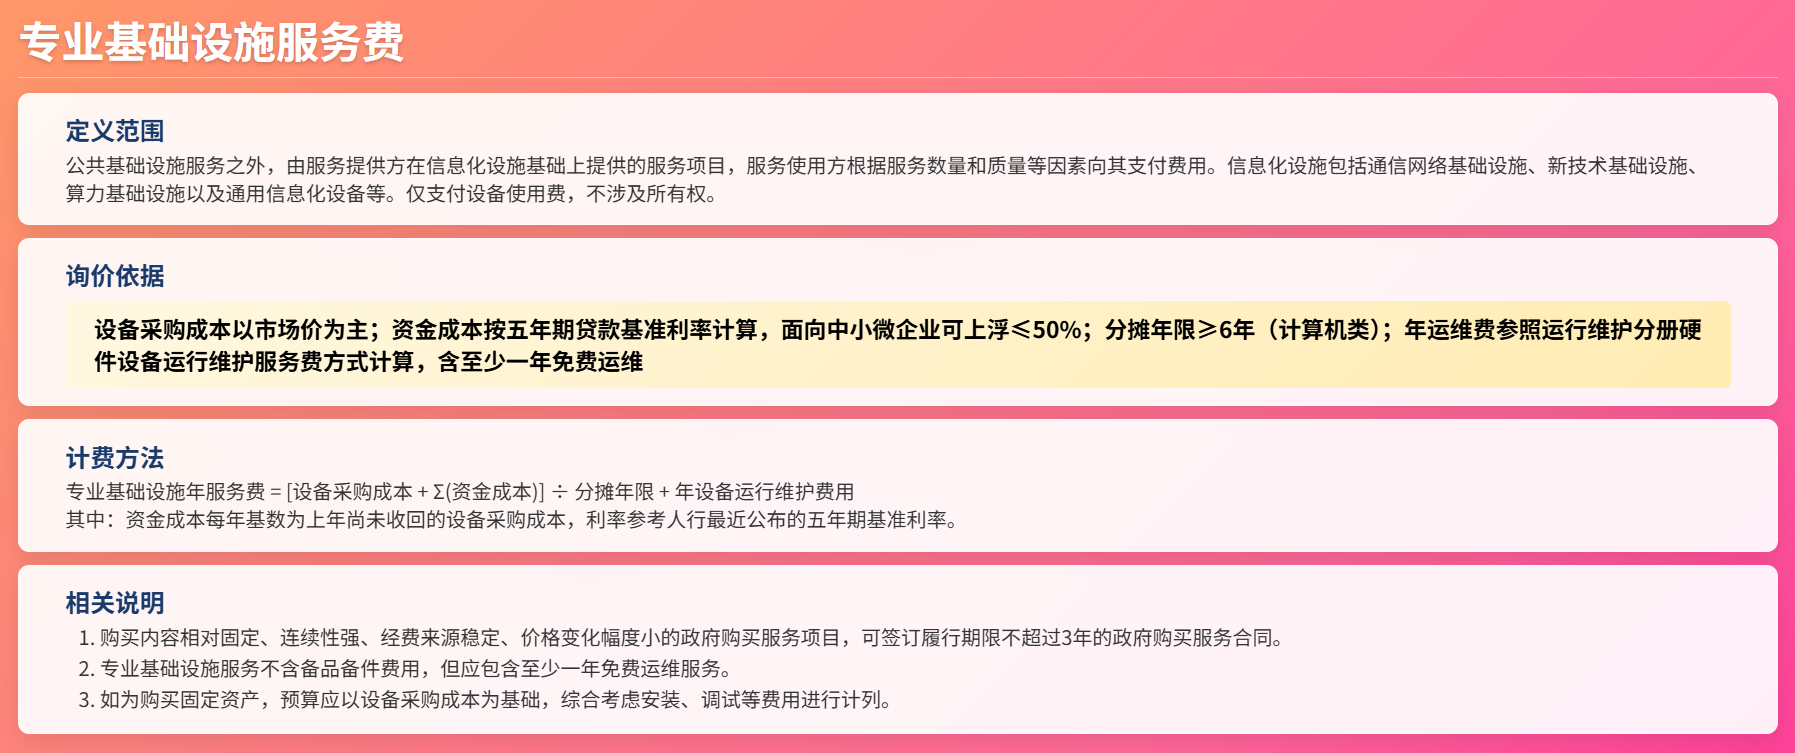 专业基础设施服务费
定义范围
公共基础设施服务之外，由服务提供方在信息化设施基础上提供的服务项目，服务使用方根据服务数量和质量等因素向其支付费用。信息化设施包括通信网络基础设施、新技术基础设施、
算力基础设施以及通用信息化设备等。仅支付设备使用费，不涉及所有权。
询价依据
设备采购成本以市场价为主；资金成本按五年期贷款基准利率计算，面向中小微企业可上浮≤50%；分摊年限≥6年（计算机类）；年运维费参照运行维护分册硬
件设备运行维护服务费方式计算，含至少一年免费运维
计费方法
专业基础设施年服务费 = [设备采购成本 + Σ(资金成本)] ÷ 分摊年限 + 年设备运行维护费用
其中：资金成本每年基数为上年尚未收回的设备采购成本，利率参考人行最近公布的五年期基准利率。
相关说明
1. 购买内容相对固定、连续性强、经费来源稳定、价格变化幅度小的政府购买服务项目，可签订履行期限不超过3年的政府购买服务合同。
2. 专业基础设施服务不含备品备件费用，但应包含至少一年免费运维服务。
3. 如为购买固定资产，预算应以设备采购成本为基础，综合考虑安装、调试等费用进行计列。